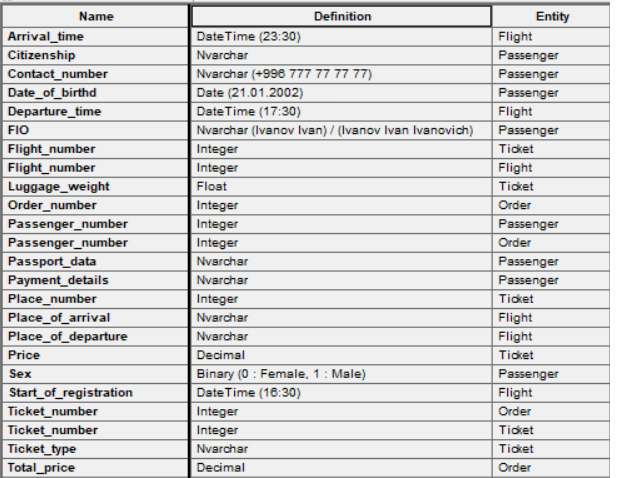 Name Definition Entity
Arrival_time DateTime (23:30) Flight
Citizenship Nvarchar Passenger
Contact_number Nvarchar (+996 777 77 77 77) Passenger
Date_of_birthd Date (21.01.2002) Passenger
Departure_time DateTime (17:30) Flight
FIO Nvarchar (Ivanov Ivan) / (Ivanov Ivan Ivanovich) Passenger
Flight_number Integer Ticket
Flight_number Integer Flight
Luggage_weight Float Ticket
Order_number Integer Order
Passenger_number Integer Passenger
Passenger_number Integer Order
Passport_data Nvarchar Passenger
Payment_details Nvarchar Passenger
Place_number Integer Ticket
Place_of_arrival Nvarchar Flight
Place_of_departure Nvarchar Flight
Price Decimal Ticket
Sex Binary (0 : Female, 1 : Male) Passenger
Start_of_registration DateTime (16:30) Flight
Ticket_number Integer Order
Ticket_number Integer Ticket
Ticket_type Nvarchar Ticket
Total_price Decimal Order